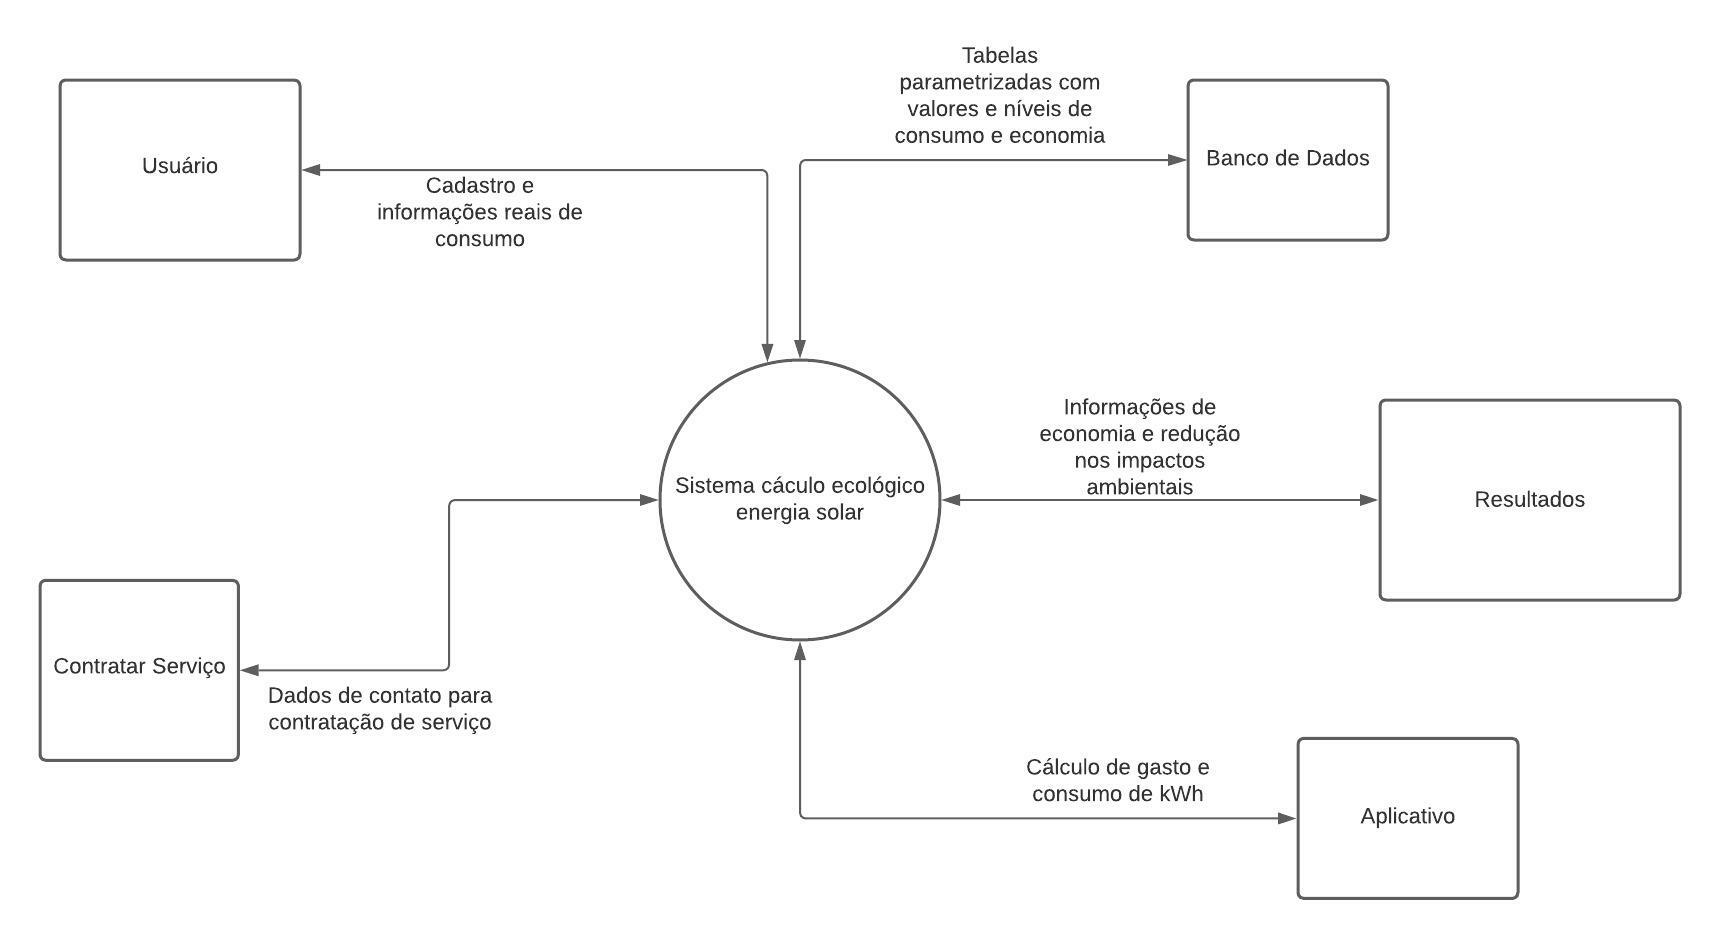 Tabelas
parametrizadas com
valores e níveis de
consumo e economia
Usuário
Banco de Dados
Cadastro e
informações reais de
consumo
Informações de
economia e redução
nos impactos
ambientais
Sistema cáculo ecológico
energia solar
Resultados
Contratar Serviço
Dados de contato para
contratação de serviço
Cálculo de gasto e
consumo de kWh
Aplicativo